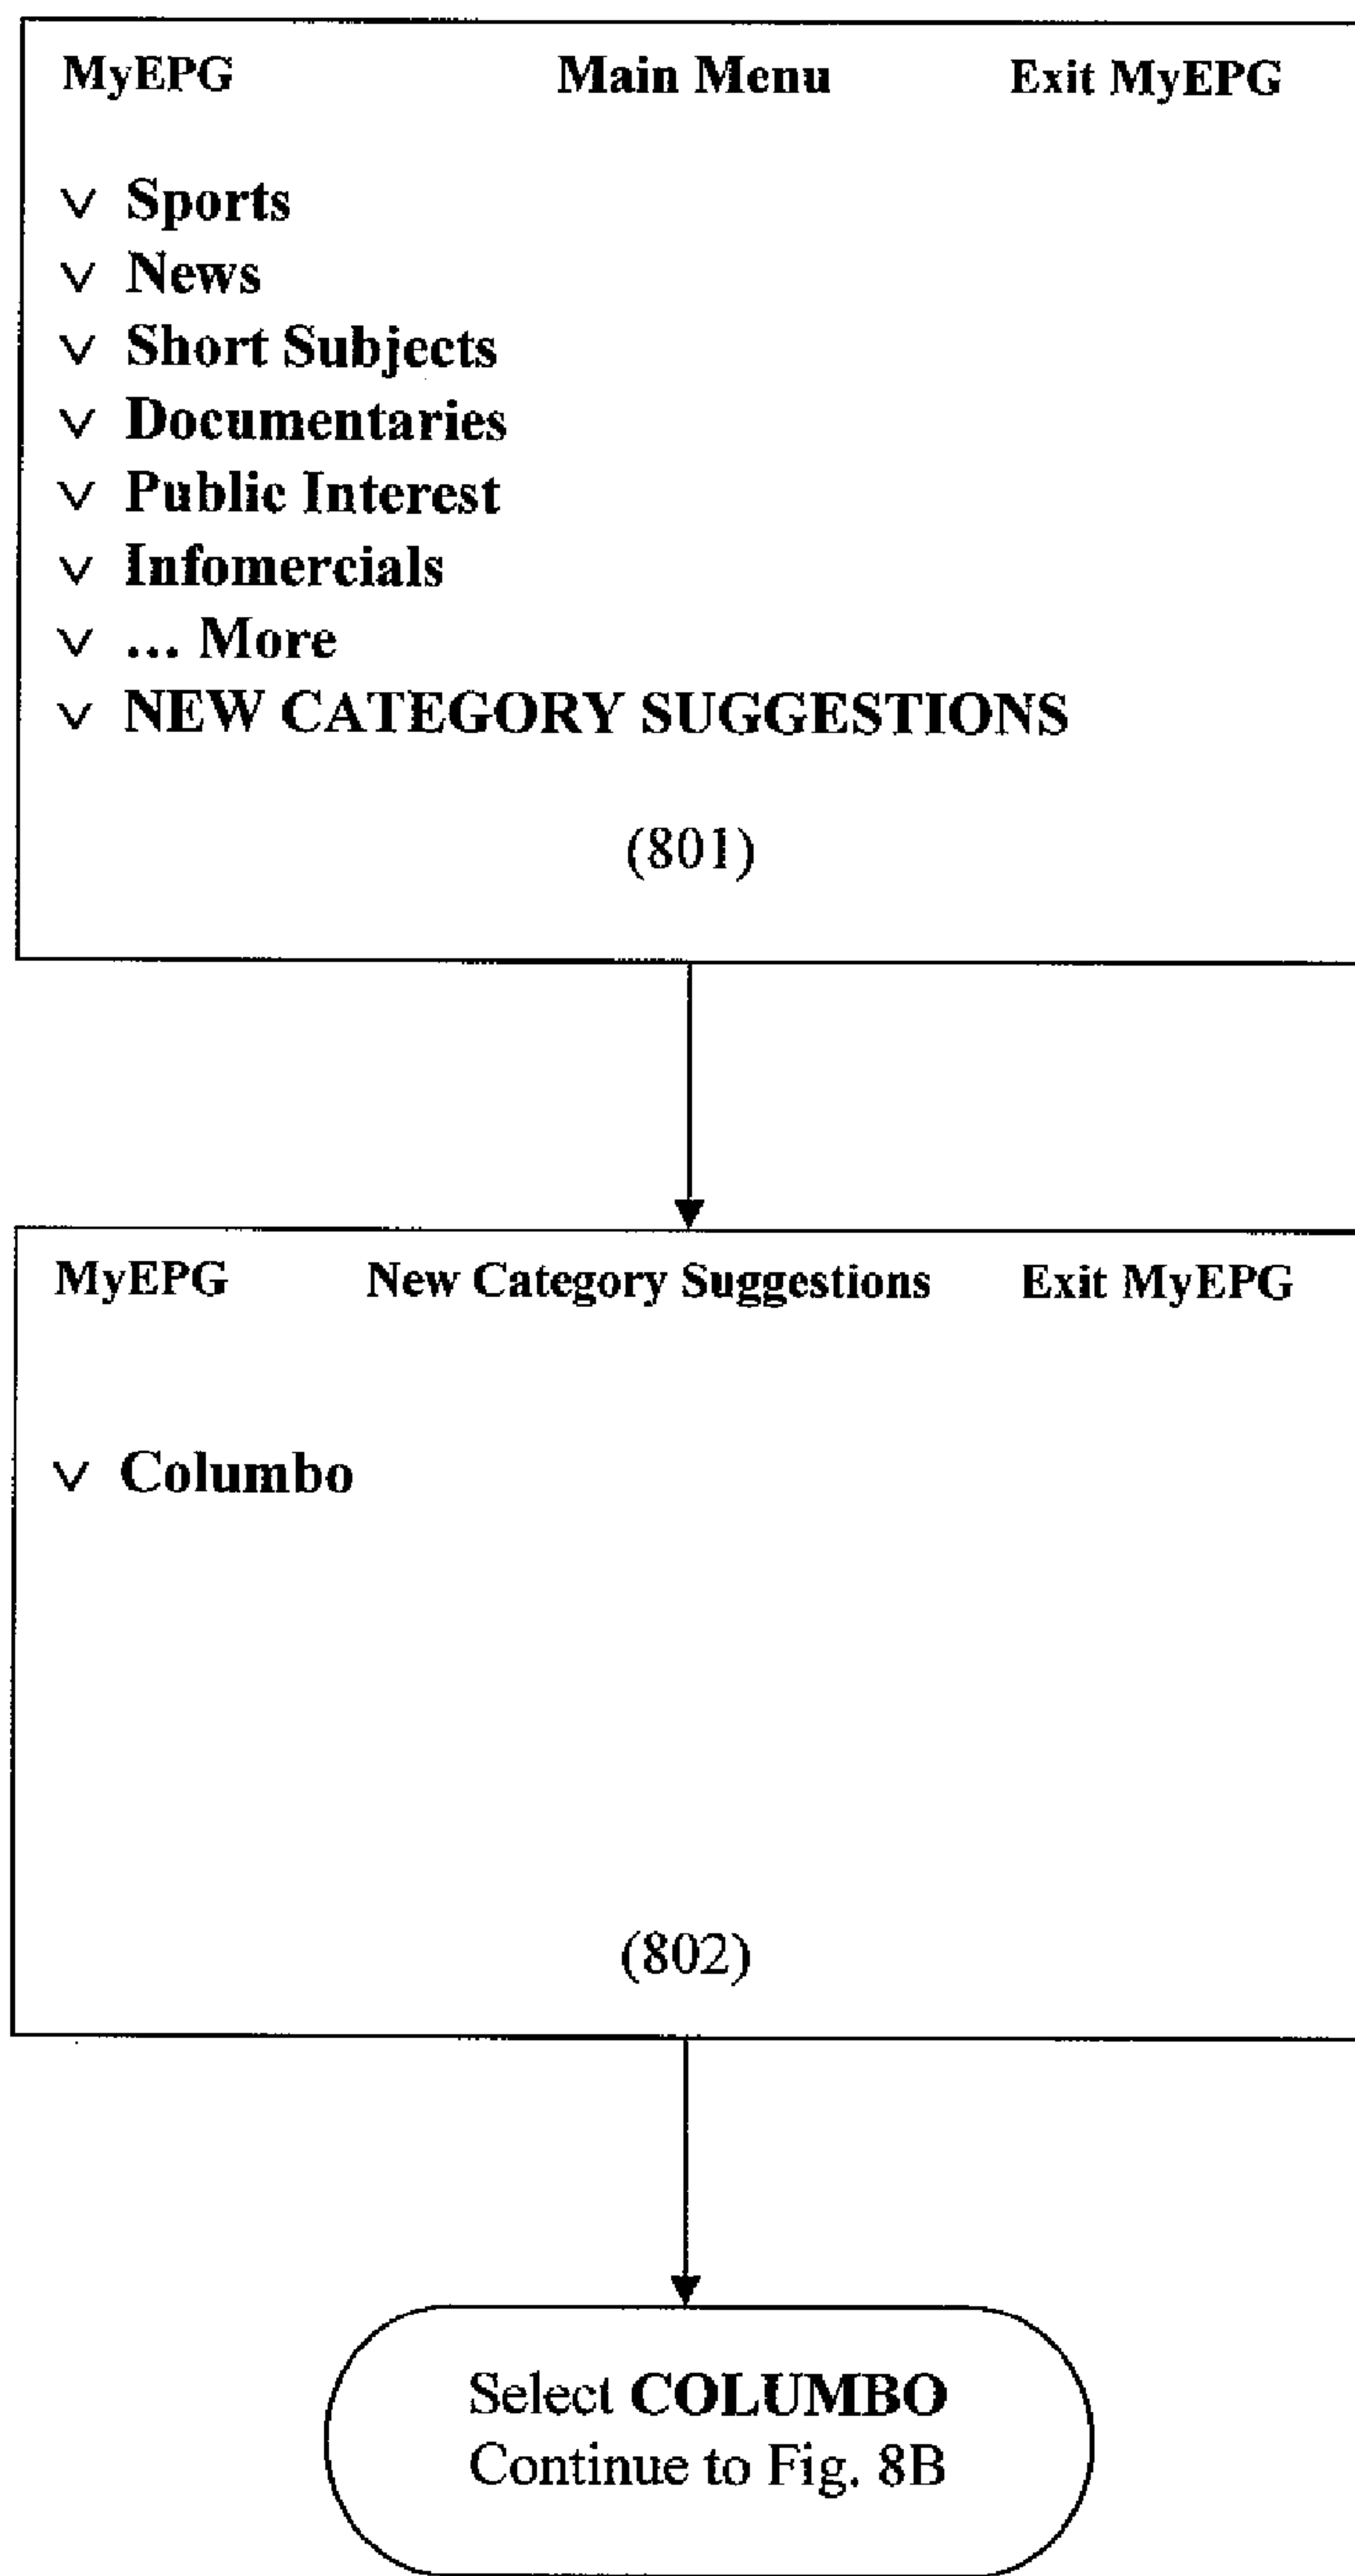 MyEPG Main Menu Exit MyEPG
∨ Sports
∨ News
∨ Short Subjects
∨ Documentaries
∨ Public Interest
∨ Infomercials
∨ ... More
∨ NEW CATEGORY SUGGESTIONS
(801)
MyEPG New Category Suggestions Exit MyEPG
∨ Columbo
(802)
Select COLUMBO
Continue to Fig. 8B